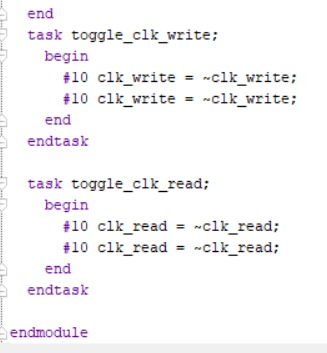 end
task toggle_clk_write;
begin
#10 clk_write = ~clk_write;
#10 clk_write = ~clk_write;
end
endtask
task toggle_clk_read;
begin
#10 clk_read = ~clk_read;
#10 clk_read = ~clk_read;
end
endtask
endmodule